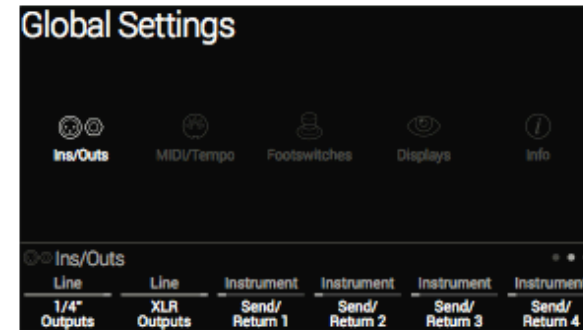 Global Settings
Ins/Outs MIDI/Tempo Footswitches Displays Info
Ins/Outs
Line Line Instrument Instrument Instrument Instrument
1/4" XLR Send/ Send/ Send/ Send/
Outputs Outputs Return 1 Return 2 Return 3 Return 4